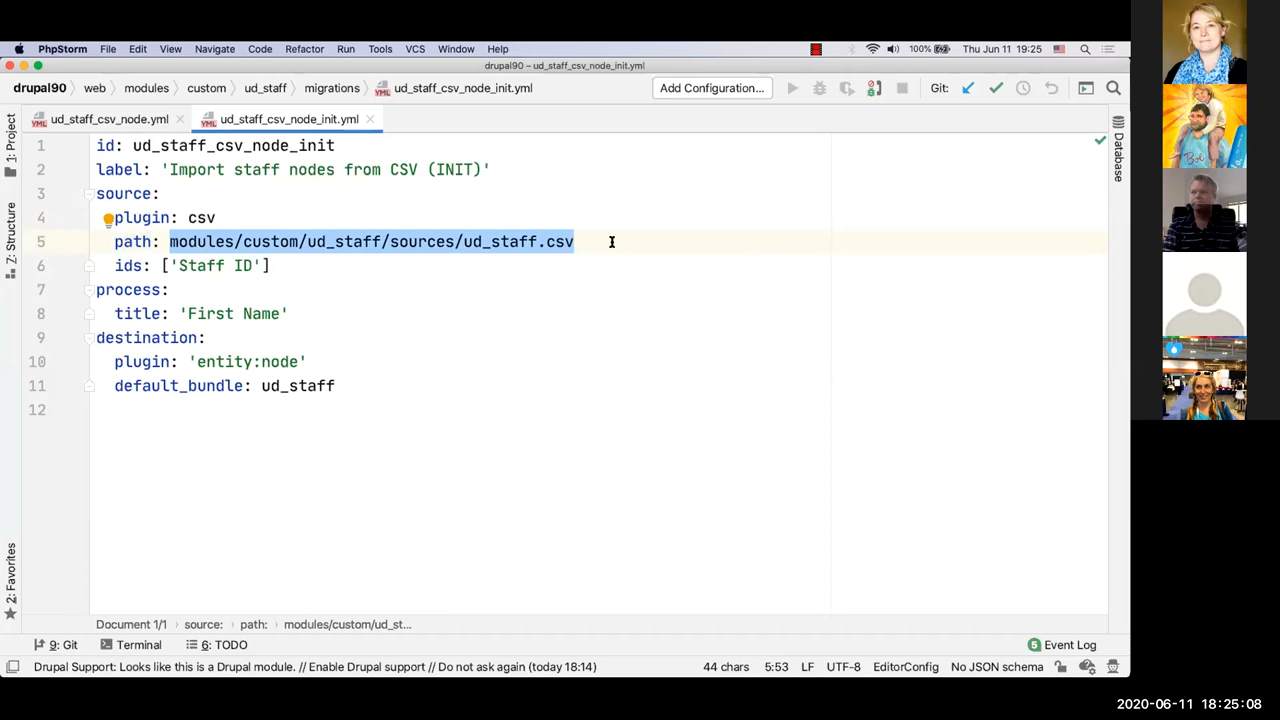 PhpStorm File Edit View Navigate Code Refactor Run Tools VCS Window Help 100% Thu Jun 11 19:25
drupal90 – ud_staff_csv_node_init.yml
drupal90 web modules custom ud_staff migrations ud_staff_csv_node_init.yml Add Configuration... Git:
ud_staff_csv_node.yml ud_staff_csv_node_init.yml
1: Project
Z: Structure
2: Favorites
Database
1 id: ud_staff_csv_node_init
2 label: 'Import staff nodes from CSV (INIT)'
3 source:
4 plugin: csv
5 path: modules/custom/ud_staff/sources/ud_staff.csv
6 ids: ['Staff ID']
7 process:
8 title: 'First Name'
9 destination:
10 plugin: 'entity:node'
11 default_bundle: ud_staff
12
Document 1/1 source: path: modules/custom/ud_st...
9: Git Terminal 6: TODO 5 Event Log
Drupal Support: Looks like this is a Drupal module. // Enable Drupal support // Do not ask again (today 18:14) 44 chars 5:53 LF UTF-8 EditorConfig No JSON schema
2020-06-11 18:25:08